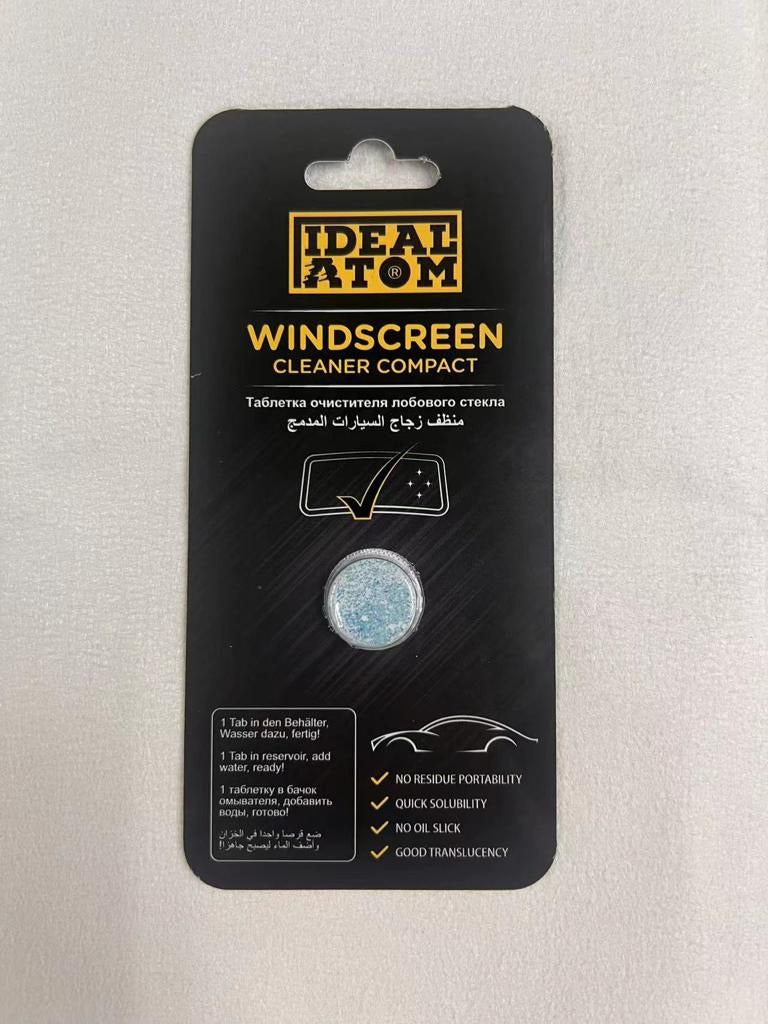 IDEAL
ATOM ®
WINDSCREEN
CLEANER COMPACT
Таблетка очистителя лобового стекла
منظف زجاج السيارات المدمج
1 Tab in den Behälter,
Wasser dazu, fertig!
1 Tab in reservoir, add
water, ready!
1 таблетку в бачок
омывателя, добавить
воды, готово!
ضع قرصا واحدا في الخزان
وأضف الماء ليصبح جاهزا!
NO RESIDUE PORTABILITY
QUICK SOLUBILITY
NO OIL SLICK
GOOD TRANSLUCENCY